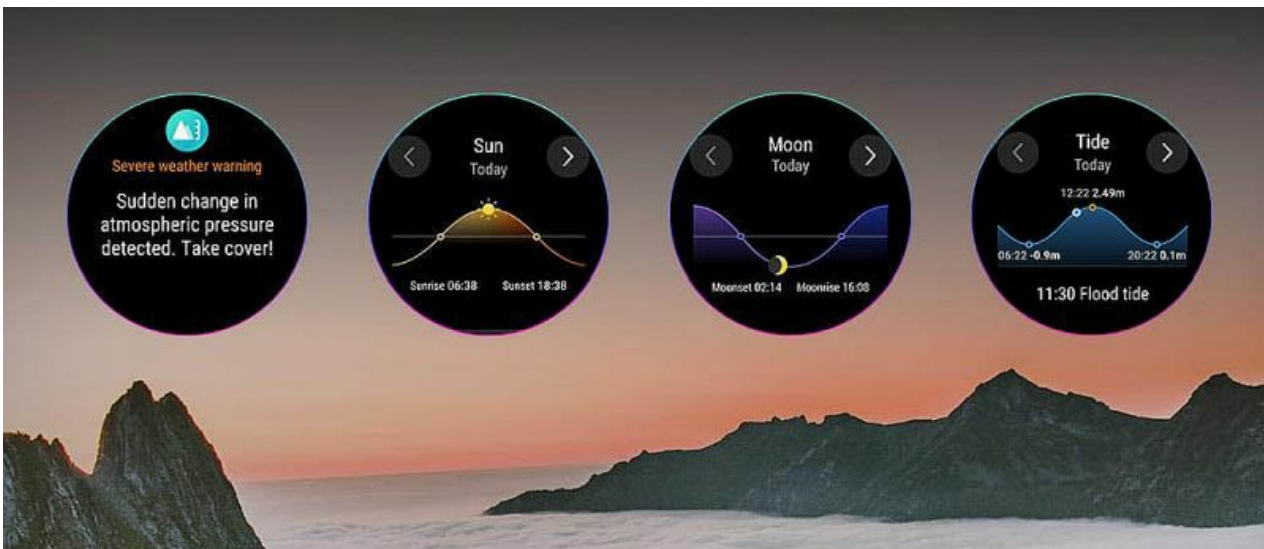 Severe weather warning
Sudden change in
atmospheric pressure
detected. Take cover!
Sun
Today
Sunrise 06:38 Sunset 18:38
Moon
Today
Moonset 02:14 Moonrise 16:08
Tide
Today
12:22 2.49m
06:22 -0.9m 20:22 0.1m
11:30 Flood tide